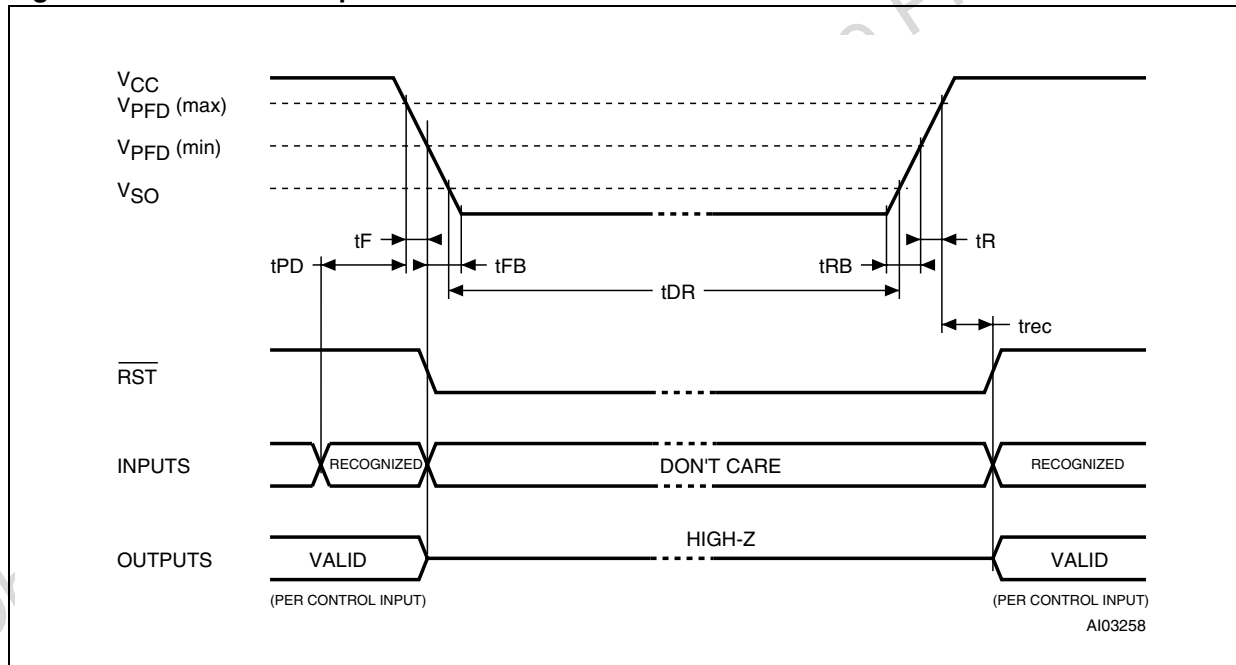 VCC
VPFD (max)
VPFD (min)
VSO
tF
tR
tPD
tFB
tRB
tDR
trec
RST
INPUTS
RECOGNIZED
DON'T CARE
RECOGNIZED
HIGH-Z
OUTPUTS
VALID
VALID
(PER CONTROL INPUT)
(PER CONTROL INPUT)
AI03258